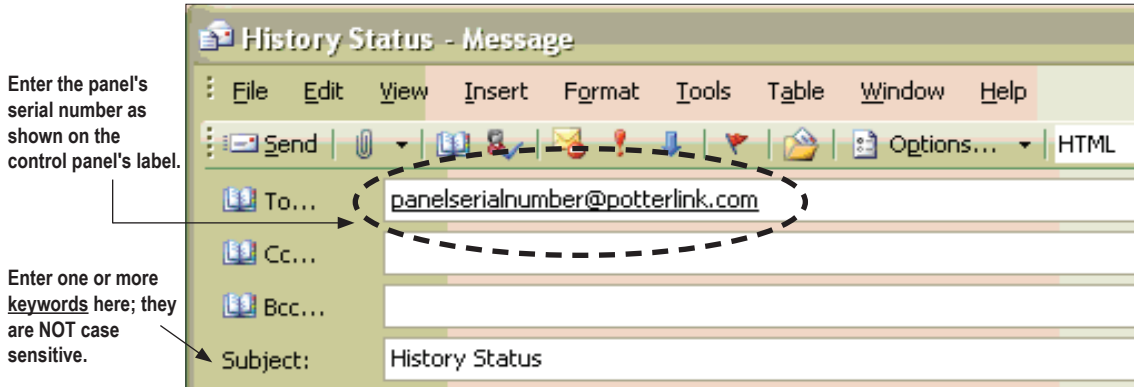 History Status - Message
Enter the panel's
serial number as
shown on the
control panel's label.
File Edit View Insert Format Tools Table Window Help
Send Options... HTML
To... panelserialnumber@potterlink.com
Cc...
Enter one or more
keywords here; they
are NOT case
sensitive.
Bcc...
Subject: History Status